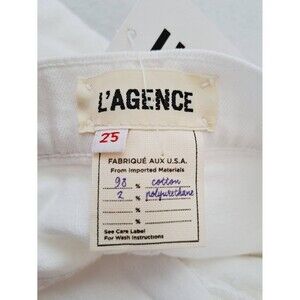 L'AGENCE
25
FABRIQUÉ AUX U.S.A.
From Imported Materials
98 % cotton
2 % polyurethane
%
%
See Care Label
For Wash Instructions